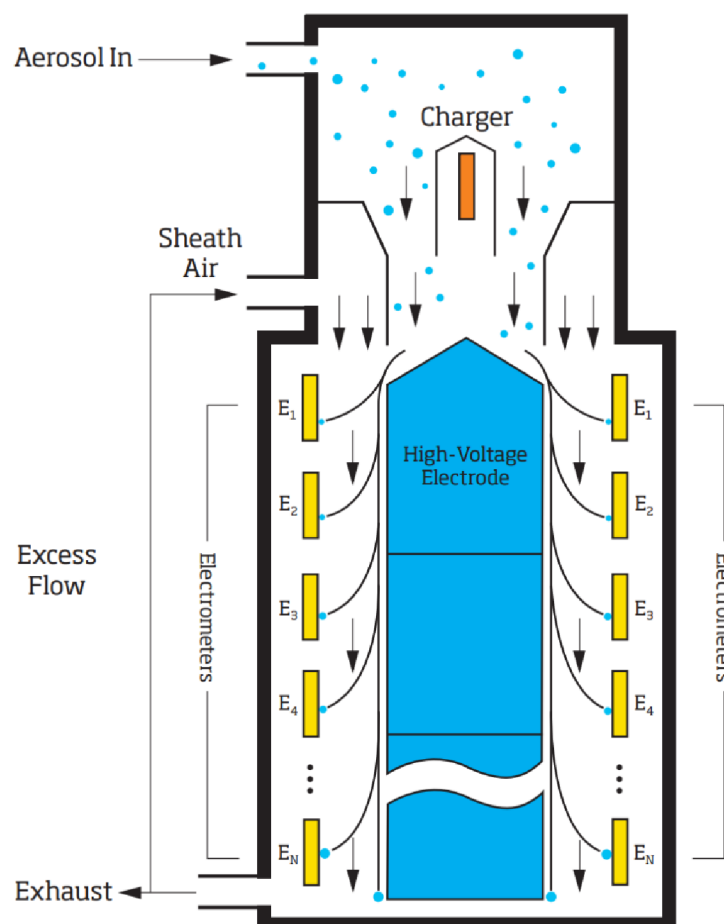 Aerosol In
Charger
Sheath
Air
E₁
E₁
High-Voltage
Electrode
E₂
E₂
Excess
Flow
Electrometers
Electrometers
E₃
E₃
E₄
E₄
Eₙ
Eₙ
Exhaust